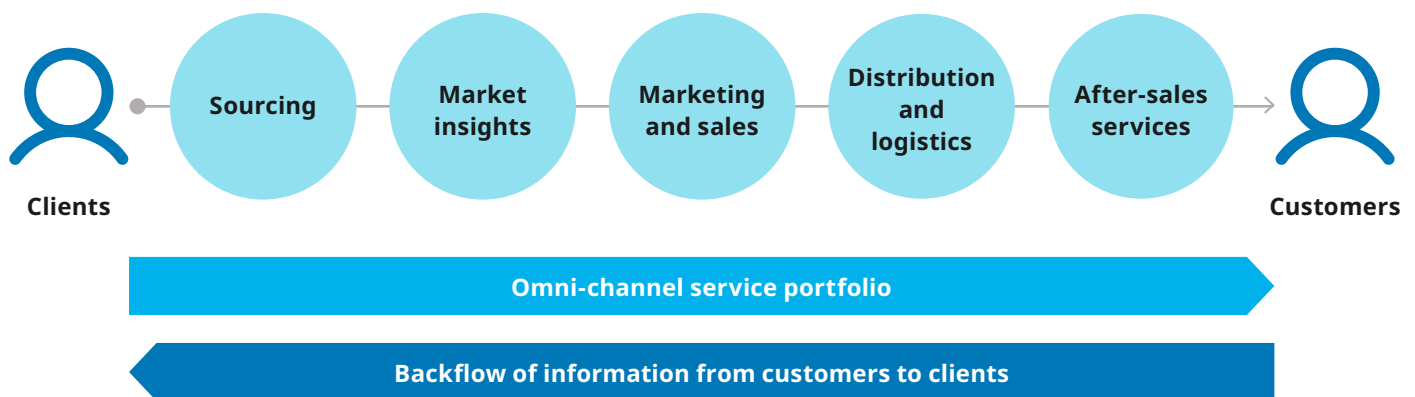 Sourcing
Market
insights
Marketing
and sales
Distribution
and
logistics
After-sales
services
Clients
Customers
Omni-channel service portfolio
Backflow of information from customers to clients